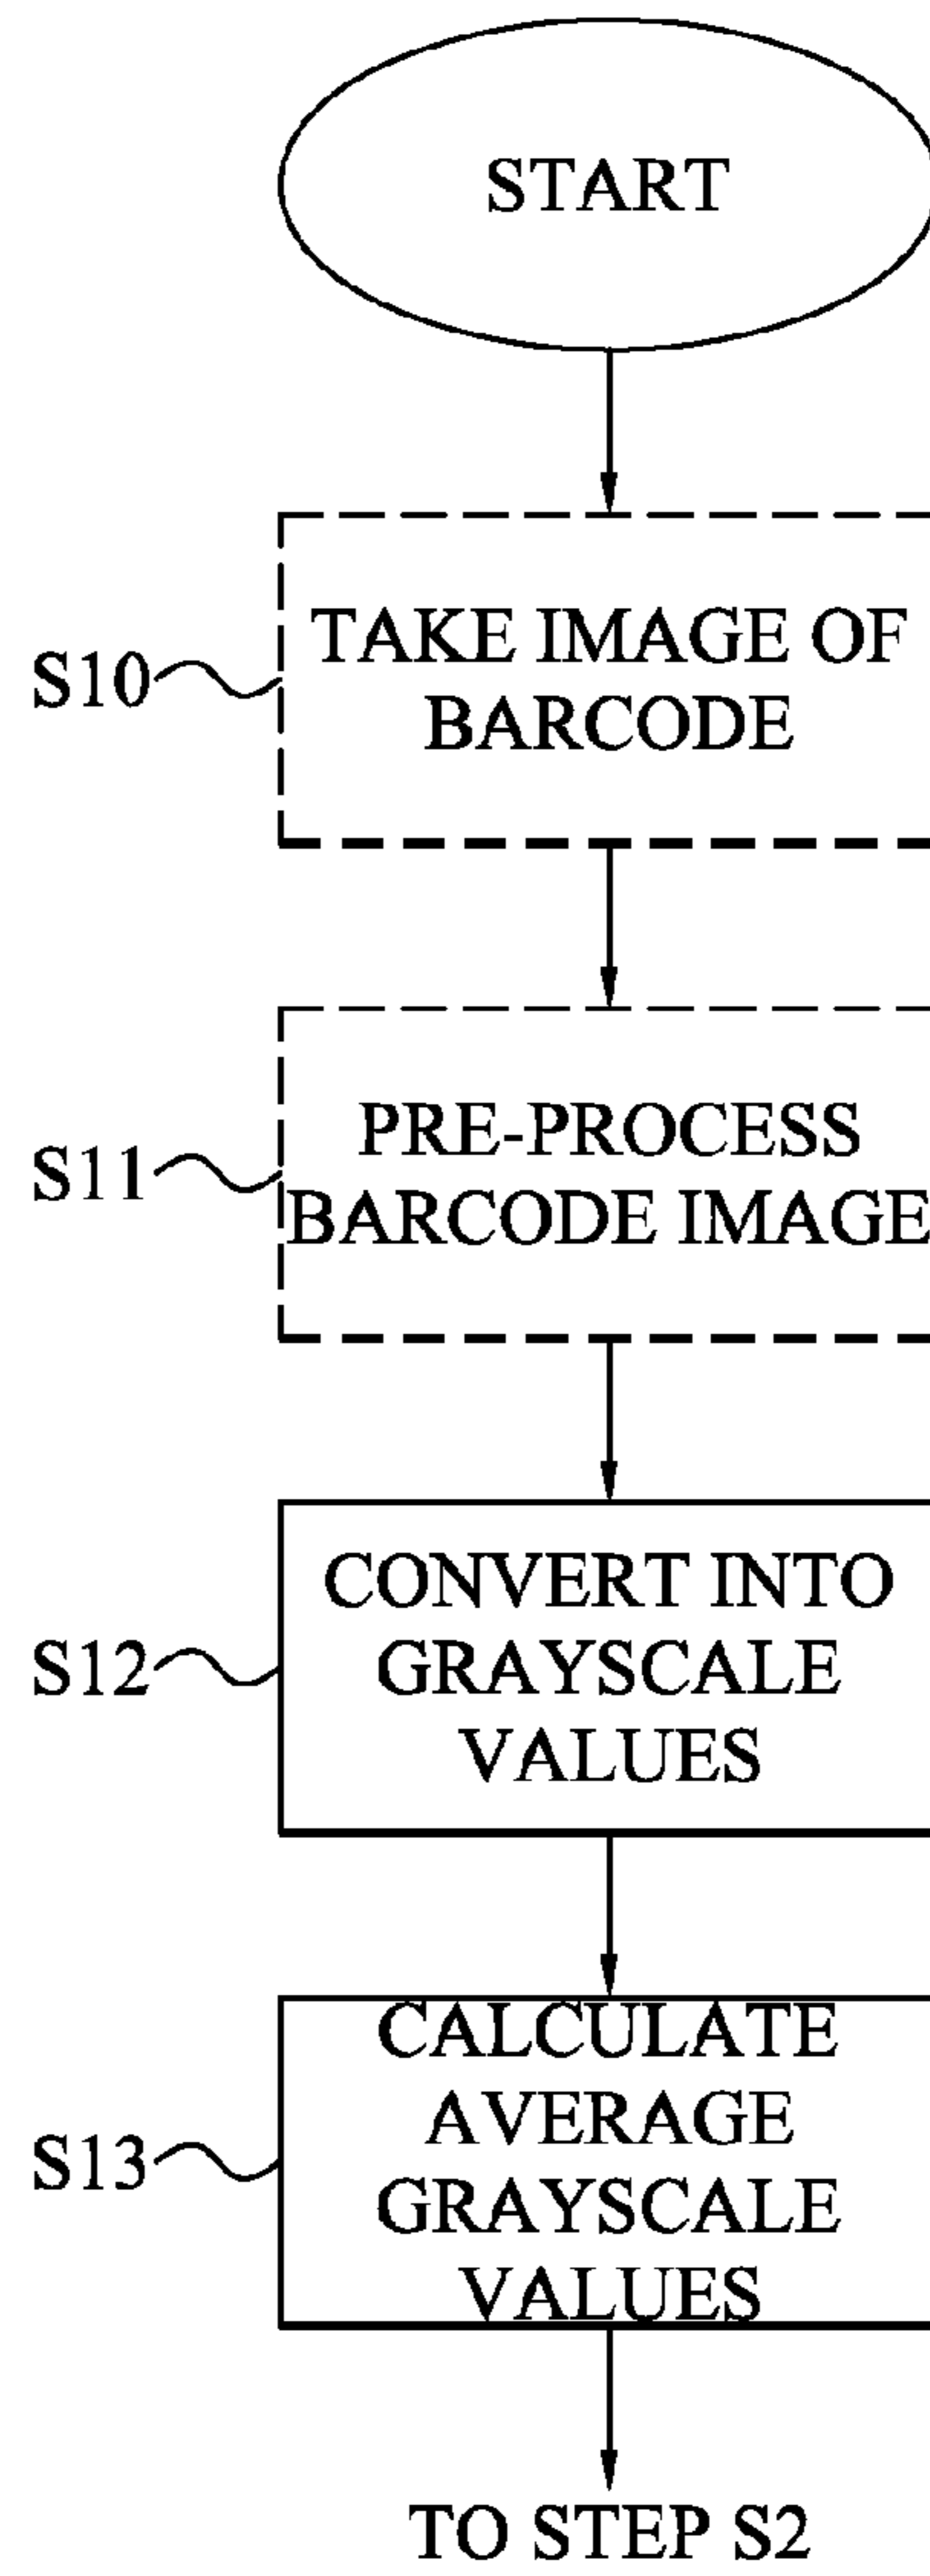 START
S10
TAKE IMAGE OF
BARCODE
S11
PRE-PROCESS
BARCODE IMAGE
S12
CONVERT INTO
GRAYSCALE
VALUES
S13
CALCULATE
AVERAGE
GRAYSCALE
VALUES
TO STEP S2